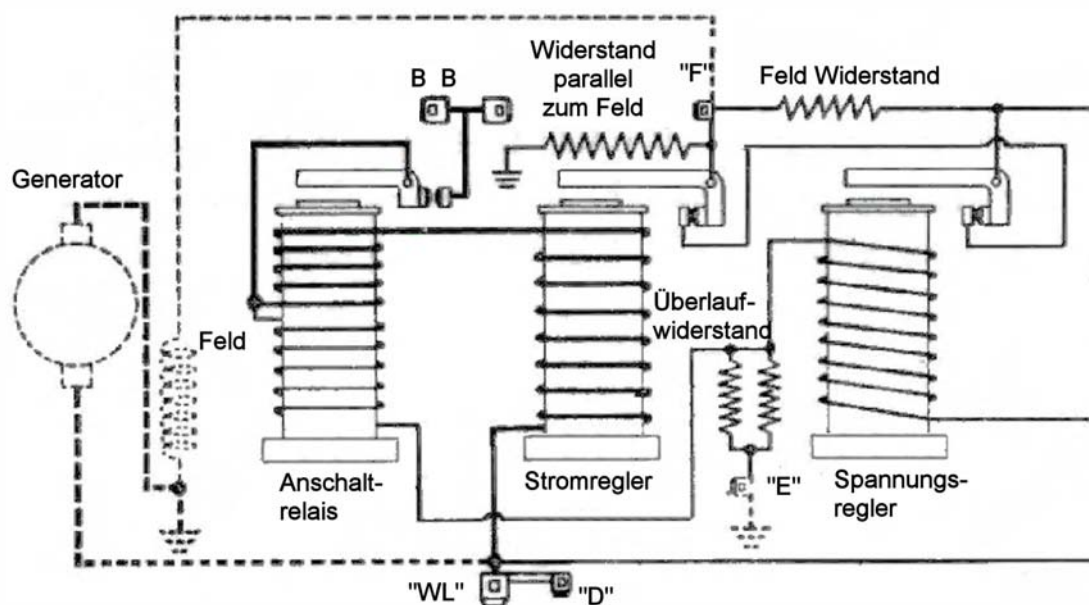 Widerstand
parallel
zum Feld
B B
"F"
Feld Widerstand
Generator
Feld
Überlauf-
widerstand
Anschalt-
relais
Stromregler
"E"
Spannungs-
regler
"WL"
"D"